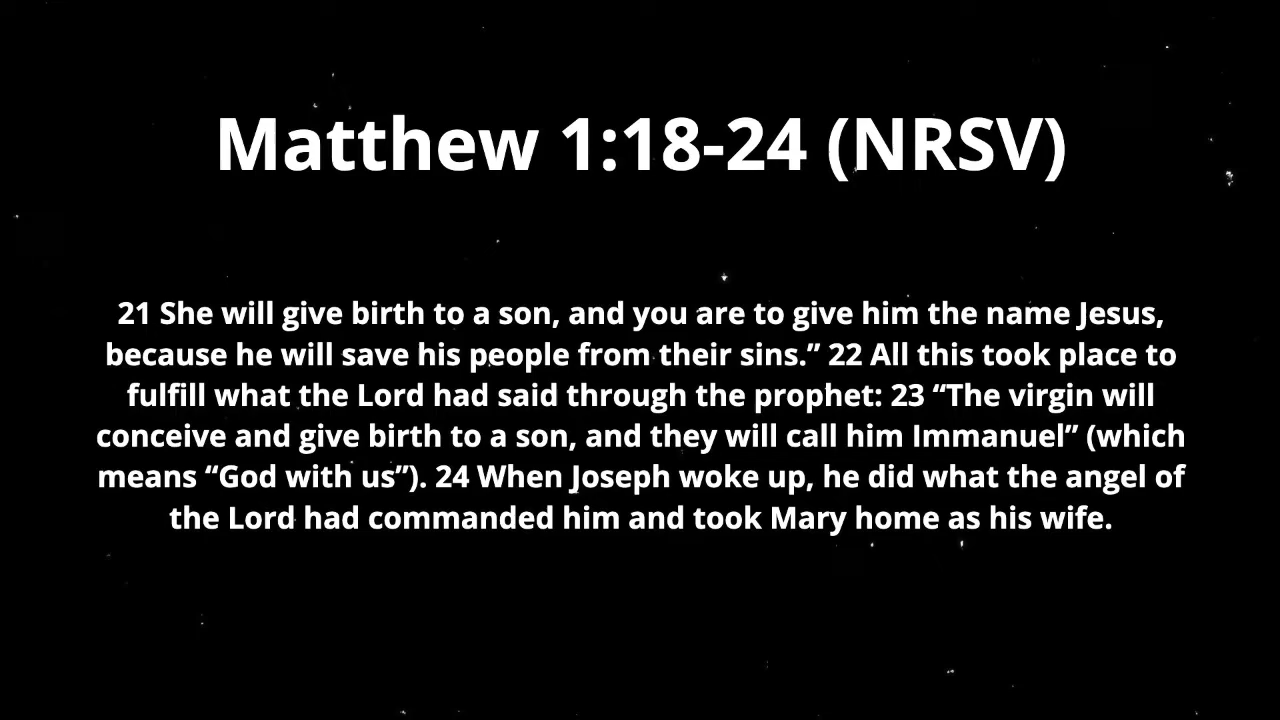 Matthew 1:18-24 (NRSV)
21 She will give birth to a son, and you are to give him the name Jesus,
because he will save his people from their sins.” 22 All this took place to
fulfill what the Lord had said through the prophet: 23 “The virgin will
conceive and give birth to a son, and they will call him Immanuel” (which
means “God with us”). 24 When Joseph woke up, he did what the angel of
the Lord had commanded him and took Mary home as his wife.